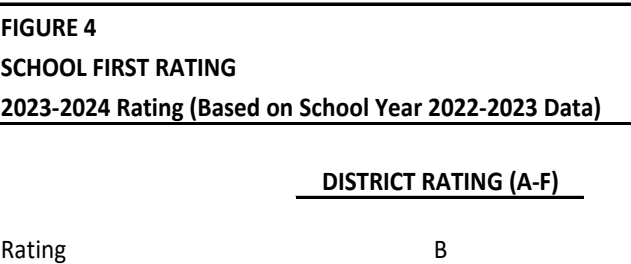 FIGURE 4
SCHOOL FIRST RATING
2023-2024 Rating (Based on School Year 2022-2023 Data)
DISTRICT RATING (A-F)
Rating B